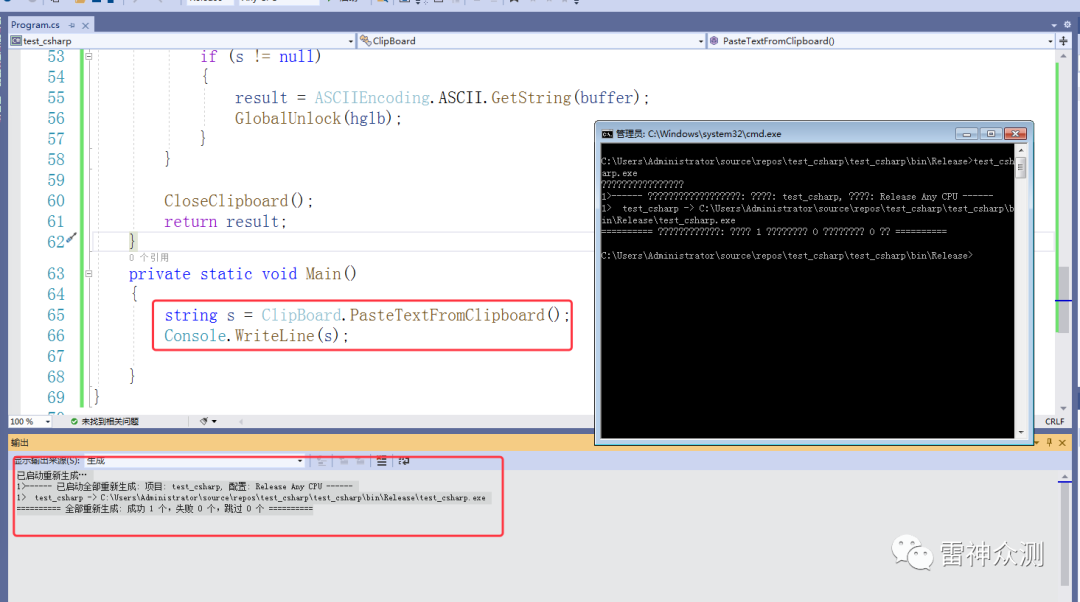 Program.cs
test_csharp
ClipBoard
PasteTextFromClipboard()
53 if (s != null)
54 {
55 result = ASCIIEncoding.ASCII.GetString(buffer);
56 GlobalUnlock(hglb);
57 }
58 }
59
60 CloseClipboard();
61 return result;
62 }
0 个引用
63 private static void Main()
64 {
65 string s = ClipBoard.PasteTextFromClipboard();
66 Console.WriteLine(s);
67
68 }
69 }
管理员: C:\Windows\system32\cmd.exe
C:\Users\Administrator\source\repos\test_csharp\test_csharp\bin\Release>test_csh
arp.exe
????????????????
1>------ ???????????????????: ????: test_csharp, ????: Release Any CPU ------
1>  test_csharp -> C:\Users\Administrator\source\repos\test_csharp\test_csharp\b
in\Release\test_csharp.exe
========== ????????????: ???? 1 ???????? 0 ???????? 0 ?? ==========
C:\Users\Administrator\source\repos\test_csharp\test_csharp\bin\Release>
100 %
未找到相关问题
CRLF
输出
显示输出来源(S): 生成
已启动重新生成…
1>------ 已启动全部重新生成: 项目: test_csharp, 配置: Release Any CPU ------
1>  test_csharp -> C:\Users\Administrator\source\repos\test_csharp\test_csharp\bin\Release\test_csharp.exe
========== 全部重新生成: 成功 1 个，失败 0 个，跳过 0 个 ==========
雷神众测